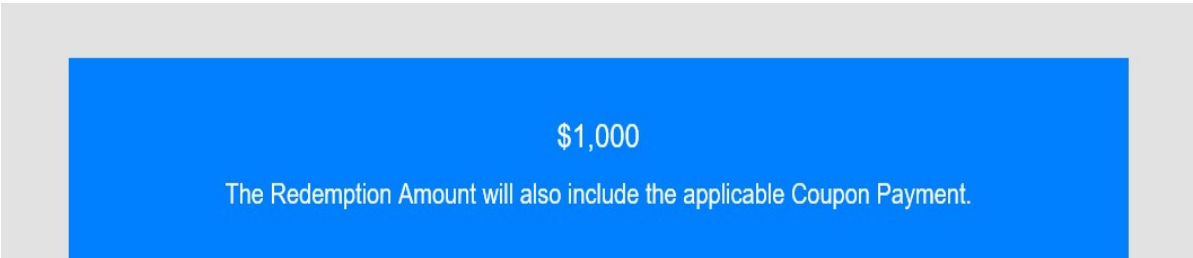 $1,000
The Redemption Amount will also include the applicable Coupon Payment.